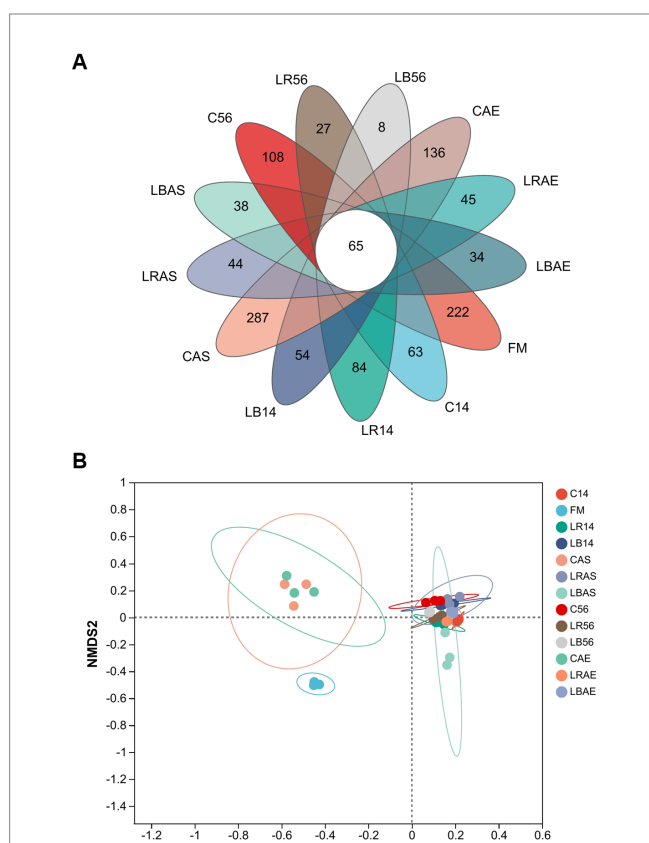 A
LR56
LB56
C56
CAE
27
8
108
136
LRAE
LBAS
45
38
65
34
LBAE
44
LRAS
287
222
CAS
54
84
63
FM
LB14
C14
LR14
B
1
0.8
0.6
0.4
0.2
0
-0.2
-0.4
-0.6
-0.8
-1
-1.2
-1.4
NMDS2
-1.2
-1
-0.8
-0.6
-0.4
-0.2
0
0.2
0.4
0.6
C14
FM
LR14
LB14
CAS
LRAS
LBAS
C56
LR56
LB56
CAE
LRAE
LBAE